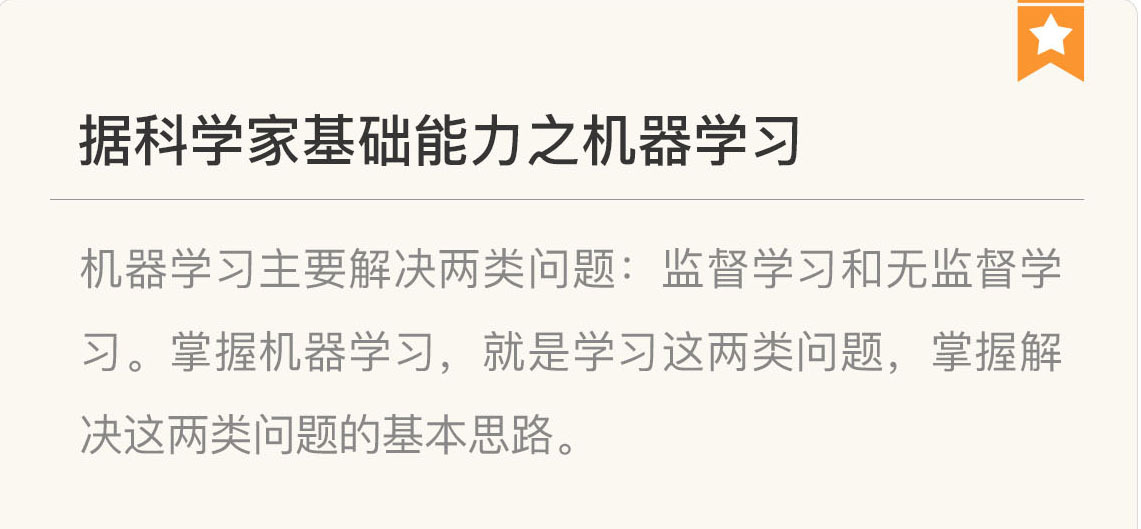 据科学家基础能力之机器学习
机器学习主要解决两类问题：监督学习和无监督学
习。掌握机器学习，就是学习这两类问题，掌握解
决这两类问题的基本思路。